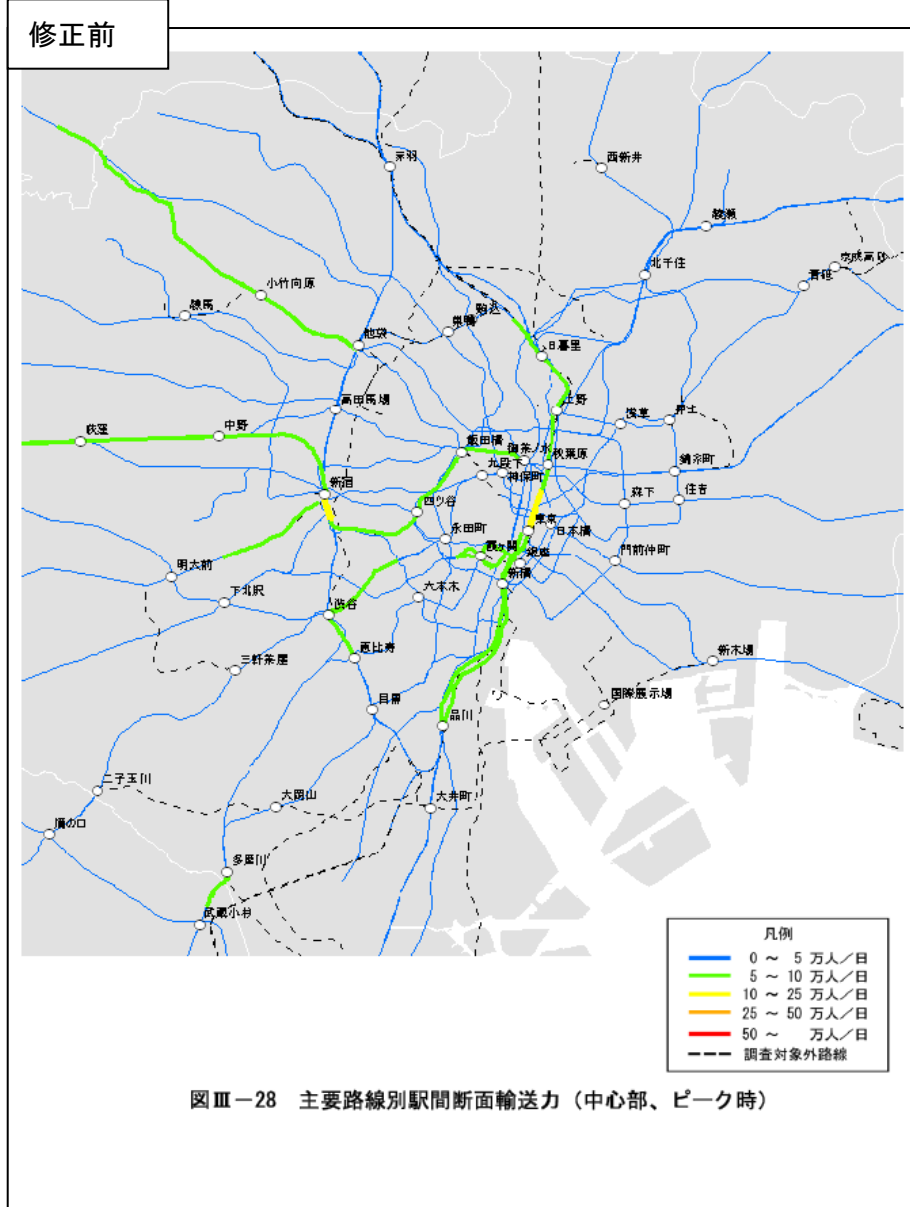 修正前
赤羽
西新井
綾瀬
北千住
京成高砂
青砥
小竹向原
練馬
駒込
巣鴨
池袋
日暮里
高田馬場
上野
浅草
押上
荻窪
中野
飯田橋
御茶ノ水
秋葉原
九段下
神保町
錦糸町
新宿
四ツ谷
森下
住吉
永田町
東京
日本橋
霞ヶ関
銀座
門前仲町
明大前
新橋
下北沢
六本木
渋谷
恵比寿
三軒茶屋
新木場
目黒
国際展示場
品川
二子玉川
大岡山
大井町
溝の口
多摩川
武蔵小杉
凡例
0 ～ 5 万人／日
5 ～ 10 万人／日
10 ～ 25 万人／日
25 ～ 50 万人／日
50 ～ 万人／日
調査対象外路線
図Ⅲ－28 主要路線別駅間断面輸送力（中心部、ピーク時）